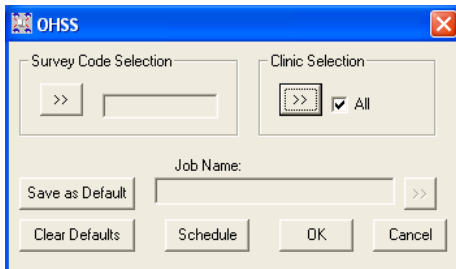 OHSS
Survey Code Selection
Clinic Selection
>>
>> All
Job Name:
Save as Default
>>
Clear Defaults
Schedule
OK
Cancel